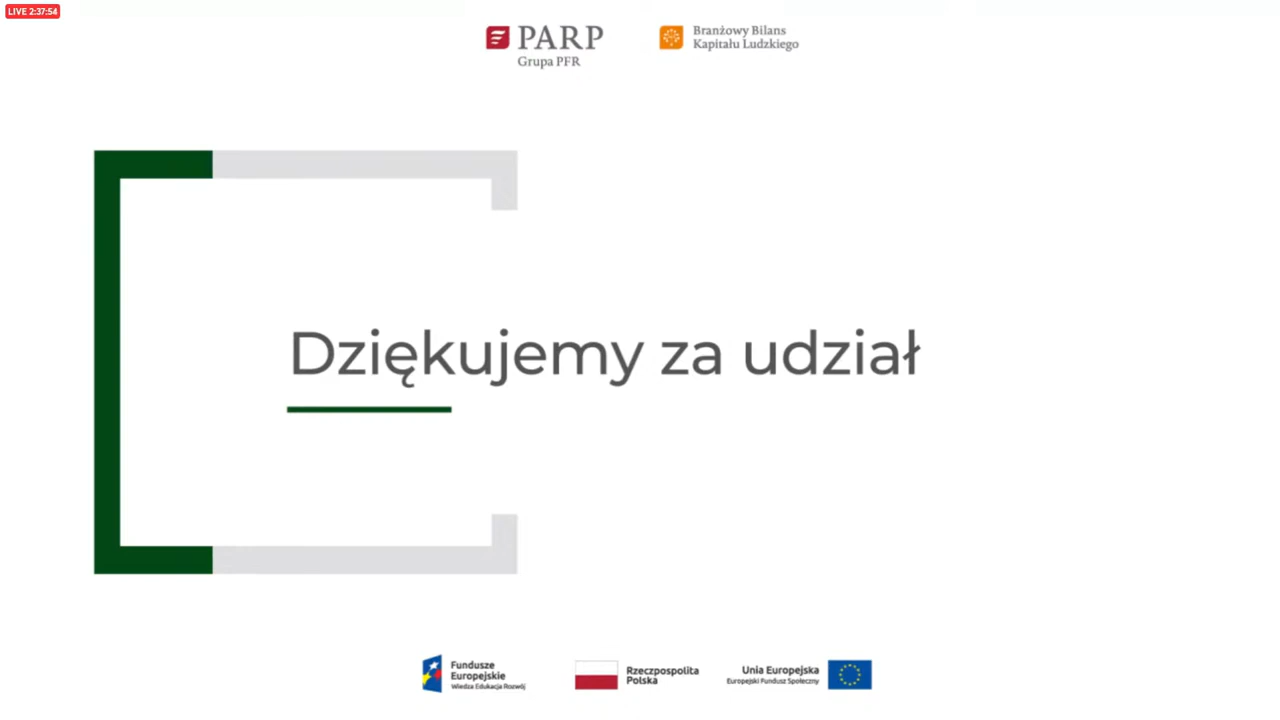 LIVE 2:37:54
PARP
Grupa PFR
Branżowy Bilans
Kapitału Ludzkiego
Dziękujemy za udział
Fundusze
Europejskie
Wiedza Edukacja Rozwój
Rzeczpospolita
Polska
Unia Europejska
Europejski Fundusz Społeczny